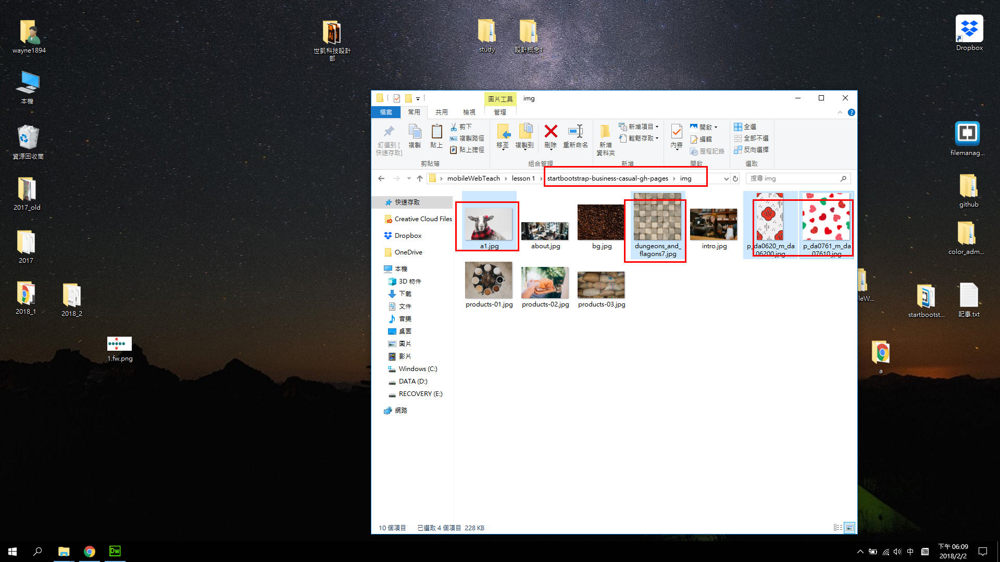 wayne1894
本機
資源回收筒
2017_old
2017
2018_1
2018_2
1.fw.png
世凱科技設計
部
study
設計概念1
Dropbox
filemanag...
github
color_adm...
leW...
startbootst...
記事.txt
a
圖片工具
img
檔案
常用
共用
檢視
管理
釘選到 [
快速存取]
複製
貼上
剪下
複製路徑
貼上捷徑
剪貼簿
移至
複製到
刪除
重新命名
組合管理
新增
資料夾
新增項目
輕鬆存取
新增
內容
開啟
編輯
歷程記錄
開啟
全選
全部不選
反向選擇
選取
mobileWebTeach
lesson 1
startbootstrap-business-casual-gh-pages
img
搜尋 img
快速存取
Creative Cloud Files
Dropbox
OneDrive
本機
3D 物件
下載
文件
音樂
桌面
圖片
影片
Windows (C:)
DATA (D:)
RECOVERY (E:)
網路
a1.jpg
about.jpg
bg.jpg
dungeons_and_
flagons7.jpg
intro.jpg
p_da0620_m_da
06200.jpg
p_da0761_m_da
07610.jpg
products-01.jpg
products-02.jpg
products-03.jpg
10 個項目
已選取 4 個項目 228 KB
Dw
中
下午 06:09
2018/2/2